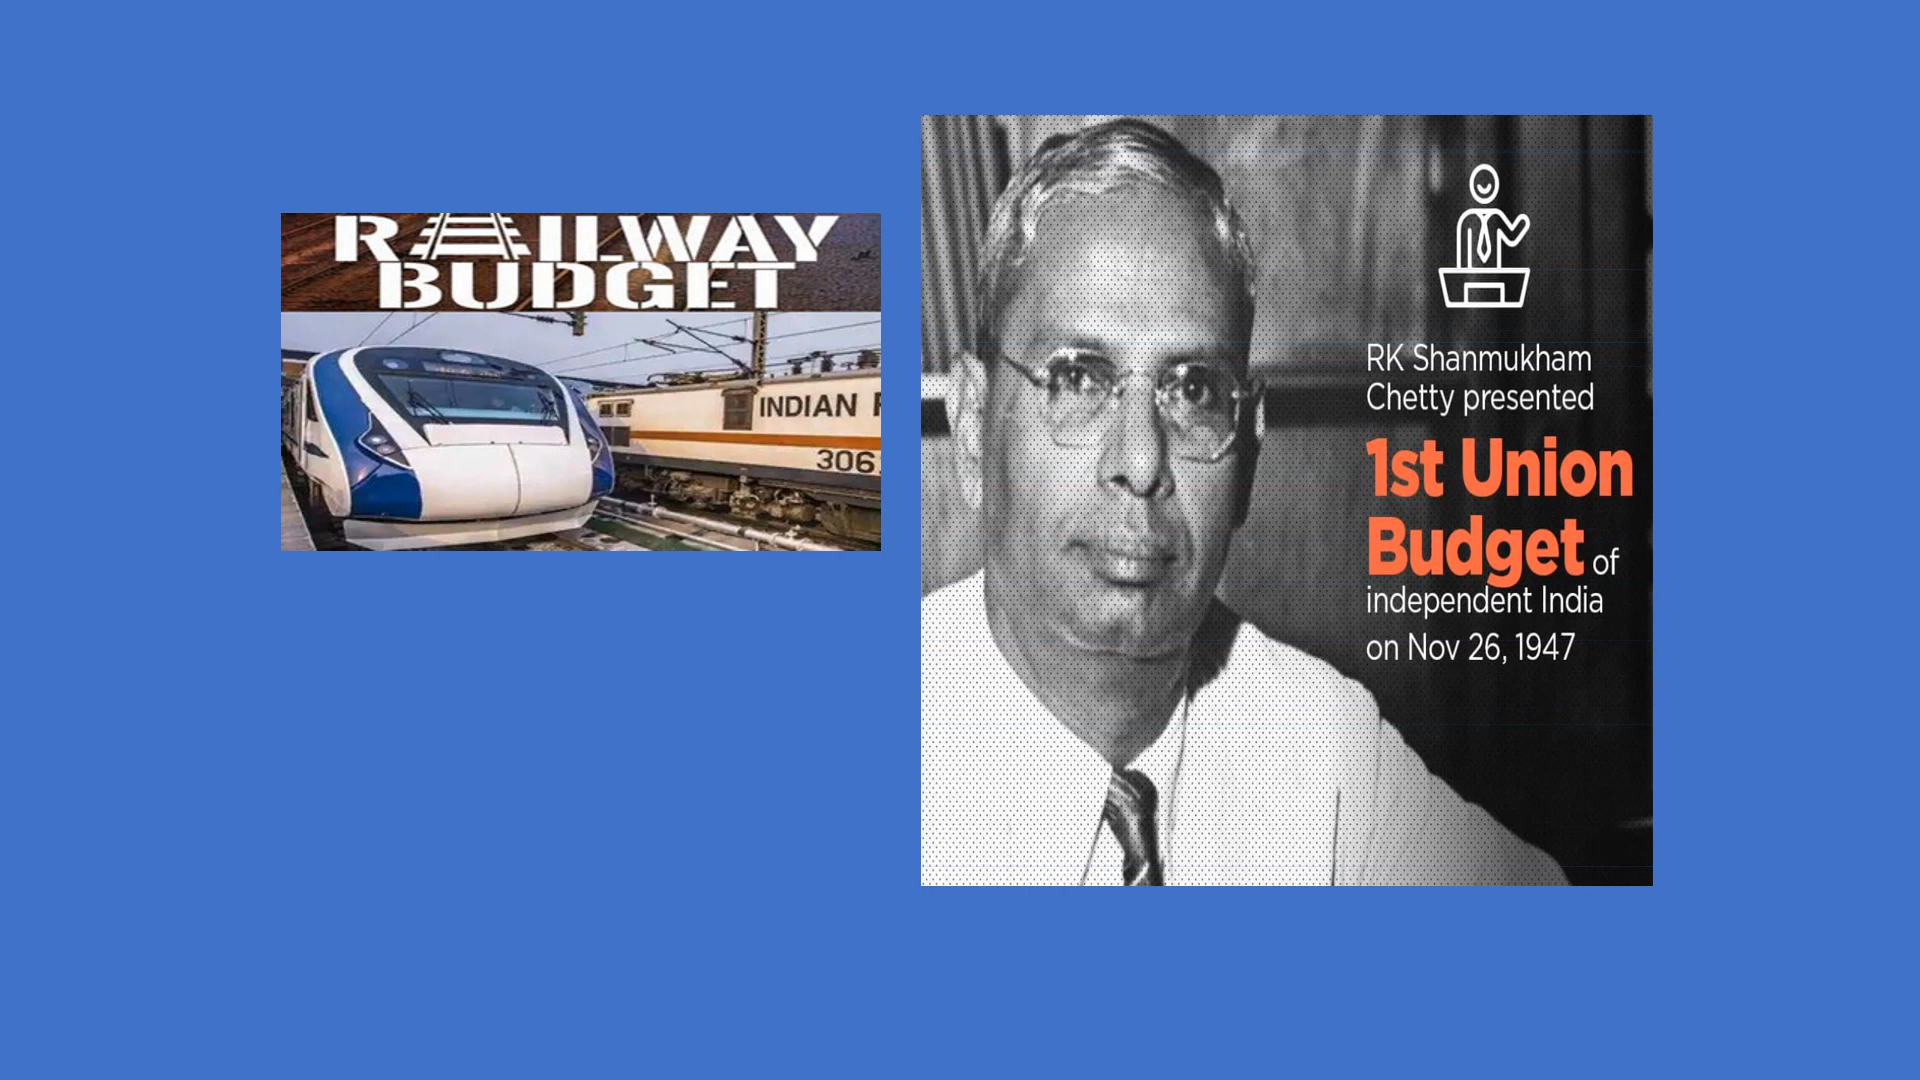 RAILWAY
BUDGET
INDIAN
306
RK Shanmukham
Chetty presented
1st Union
Budget of
independent India
on Nov 26, 1947